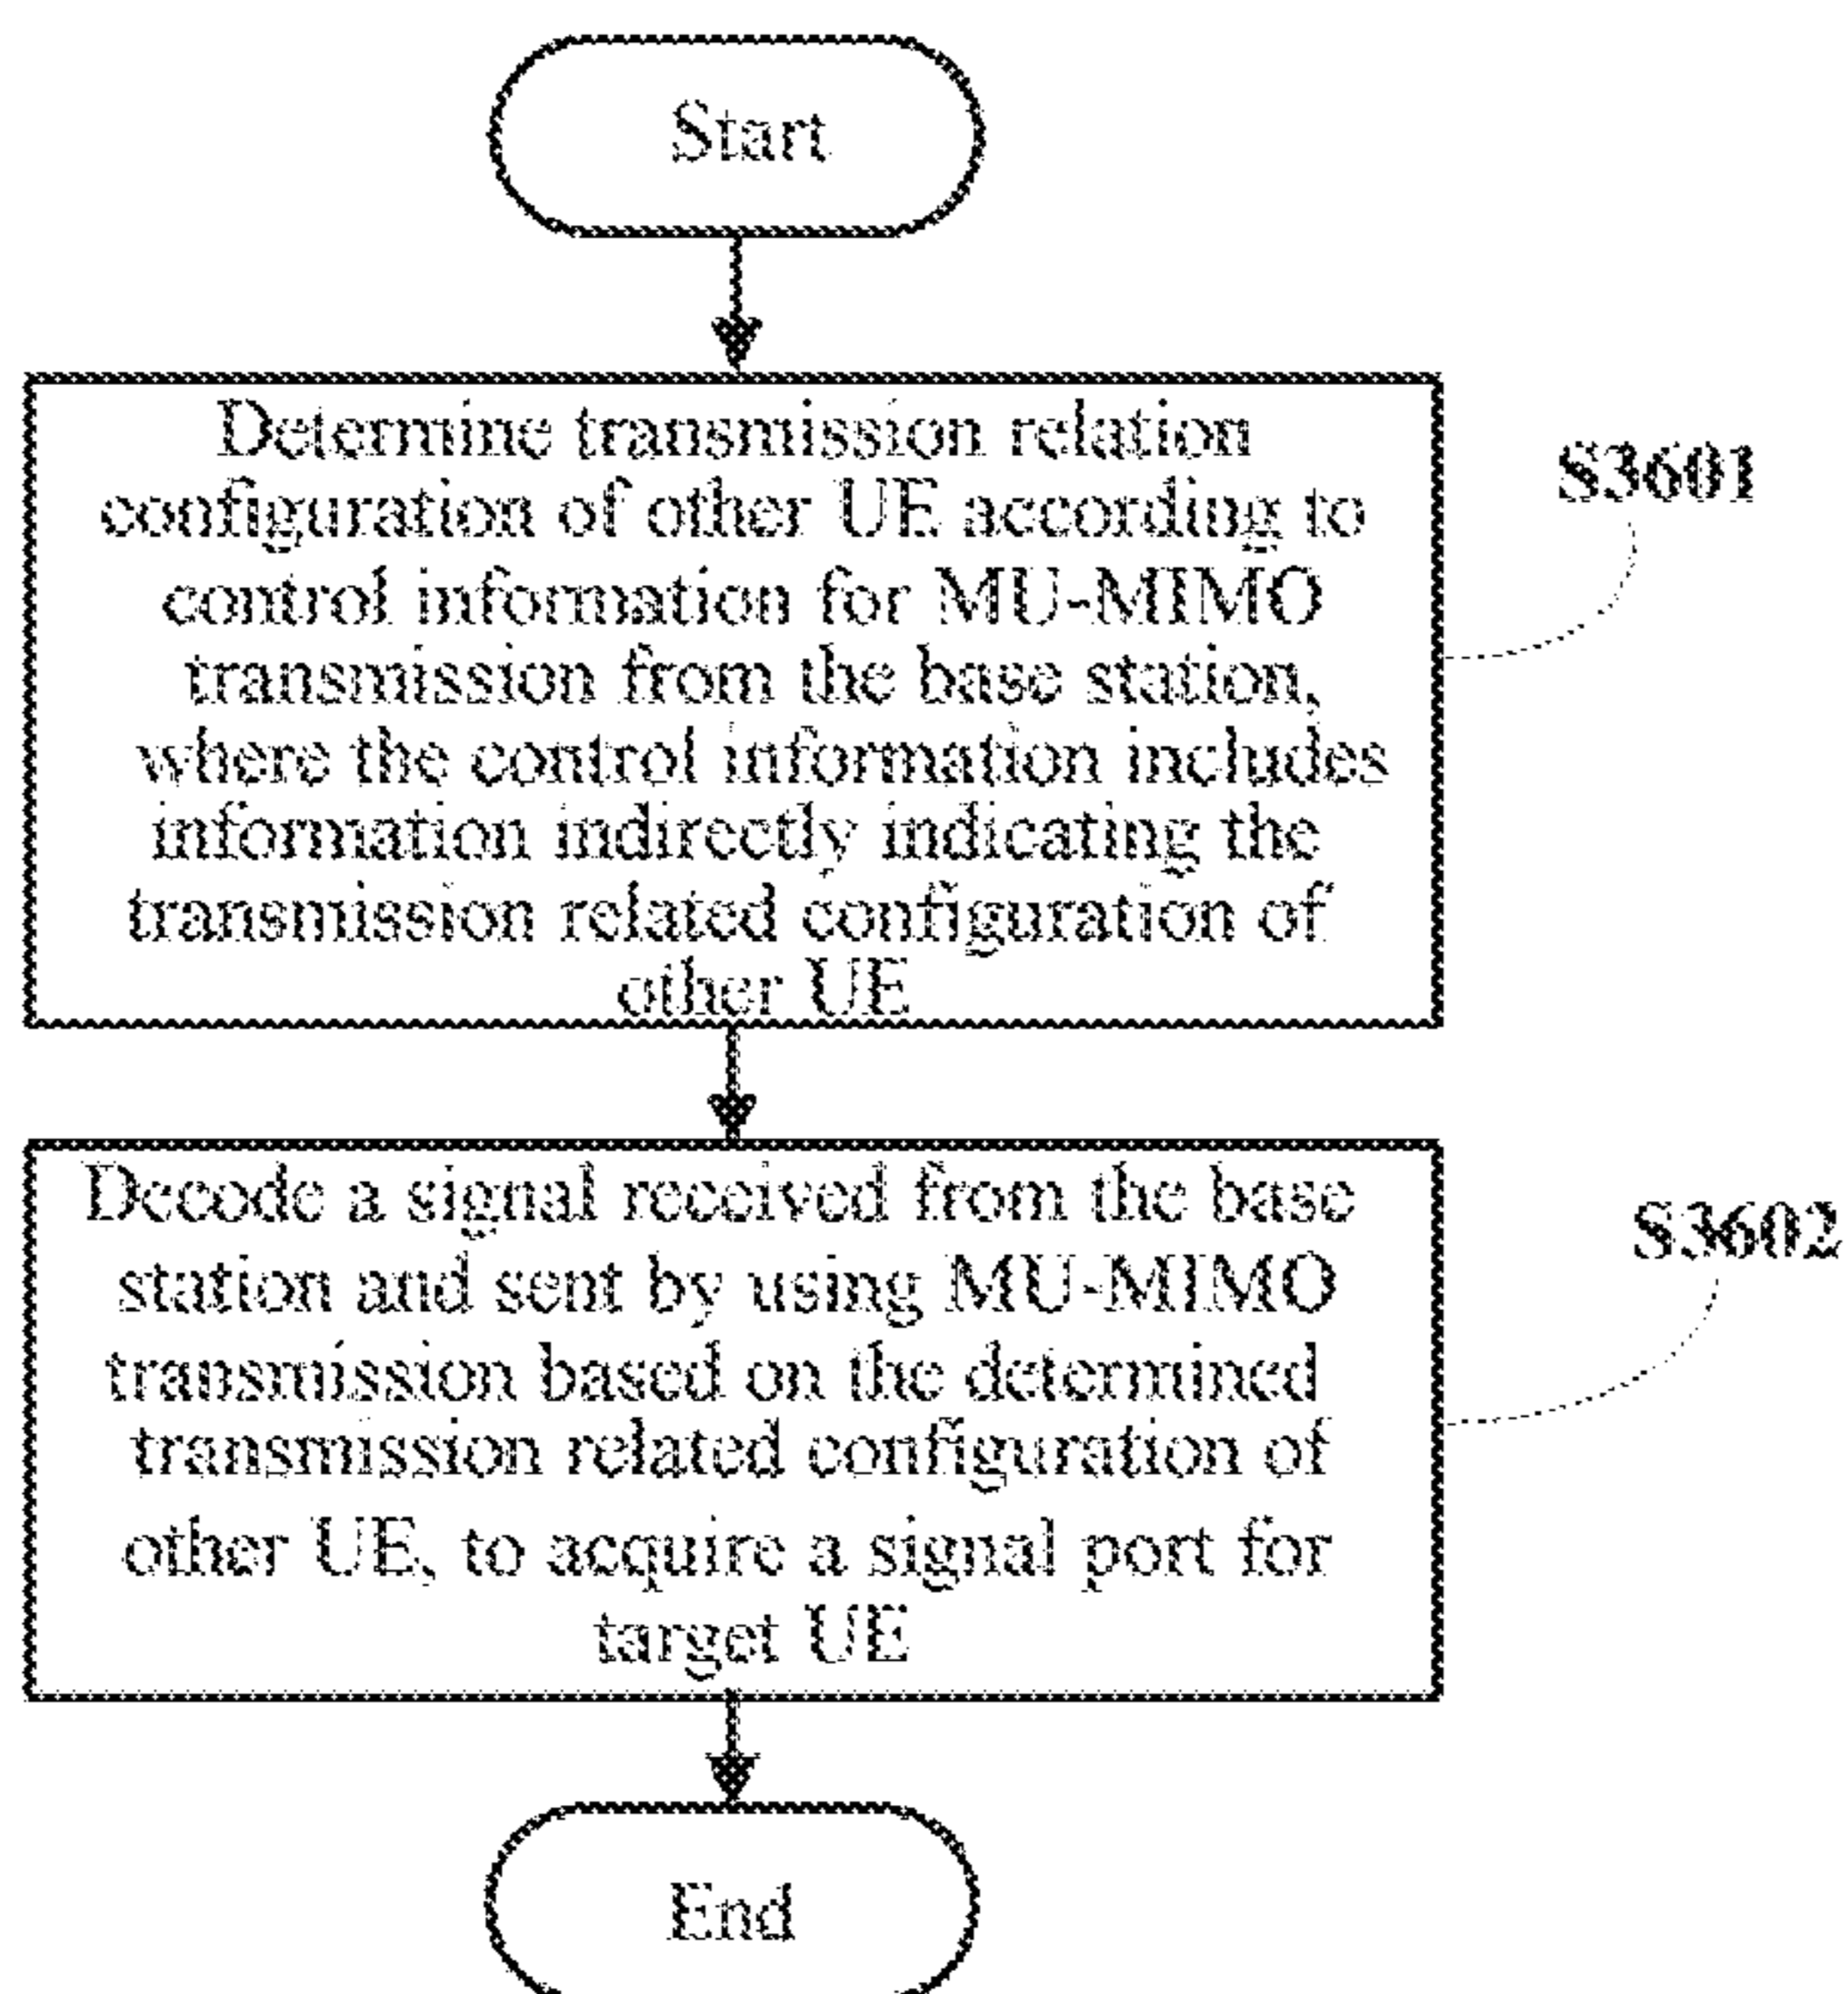 Start
Determine transmission relation
configuration of other UE according to
control information for MU-MIMO
transmission from the base station,
where the control information includes
information indirectly indicating the
transmission related configuration of
other UE
S3601
Decode a signal received from the base
station and sent by using MU-MIMO
transmission based on the determined
transmission related configuration of
other UE, to acquire a signal port for
target UE
S3602
End